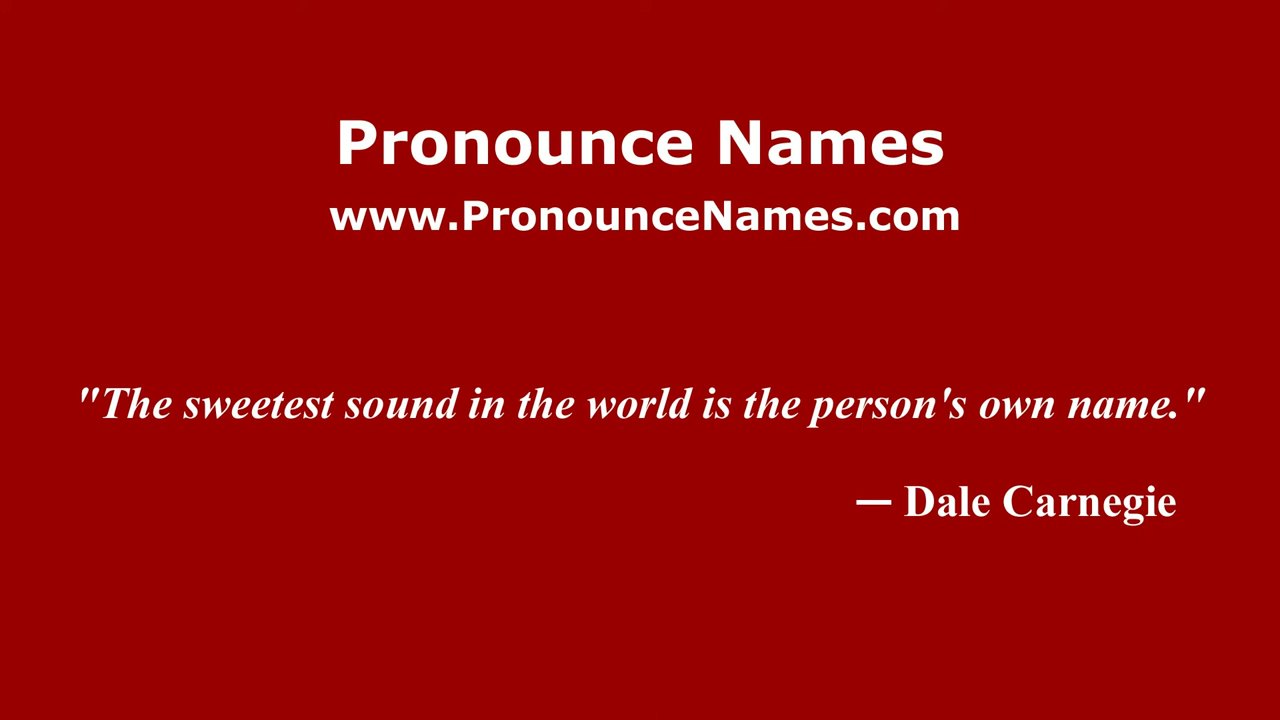 Pronounce Names
www.PronounceNames.com
"The sweetest sound in the world is the person's own name."
— Dale Carnegie